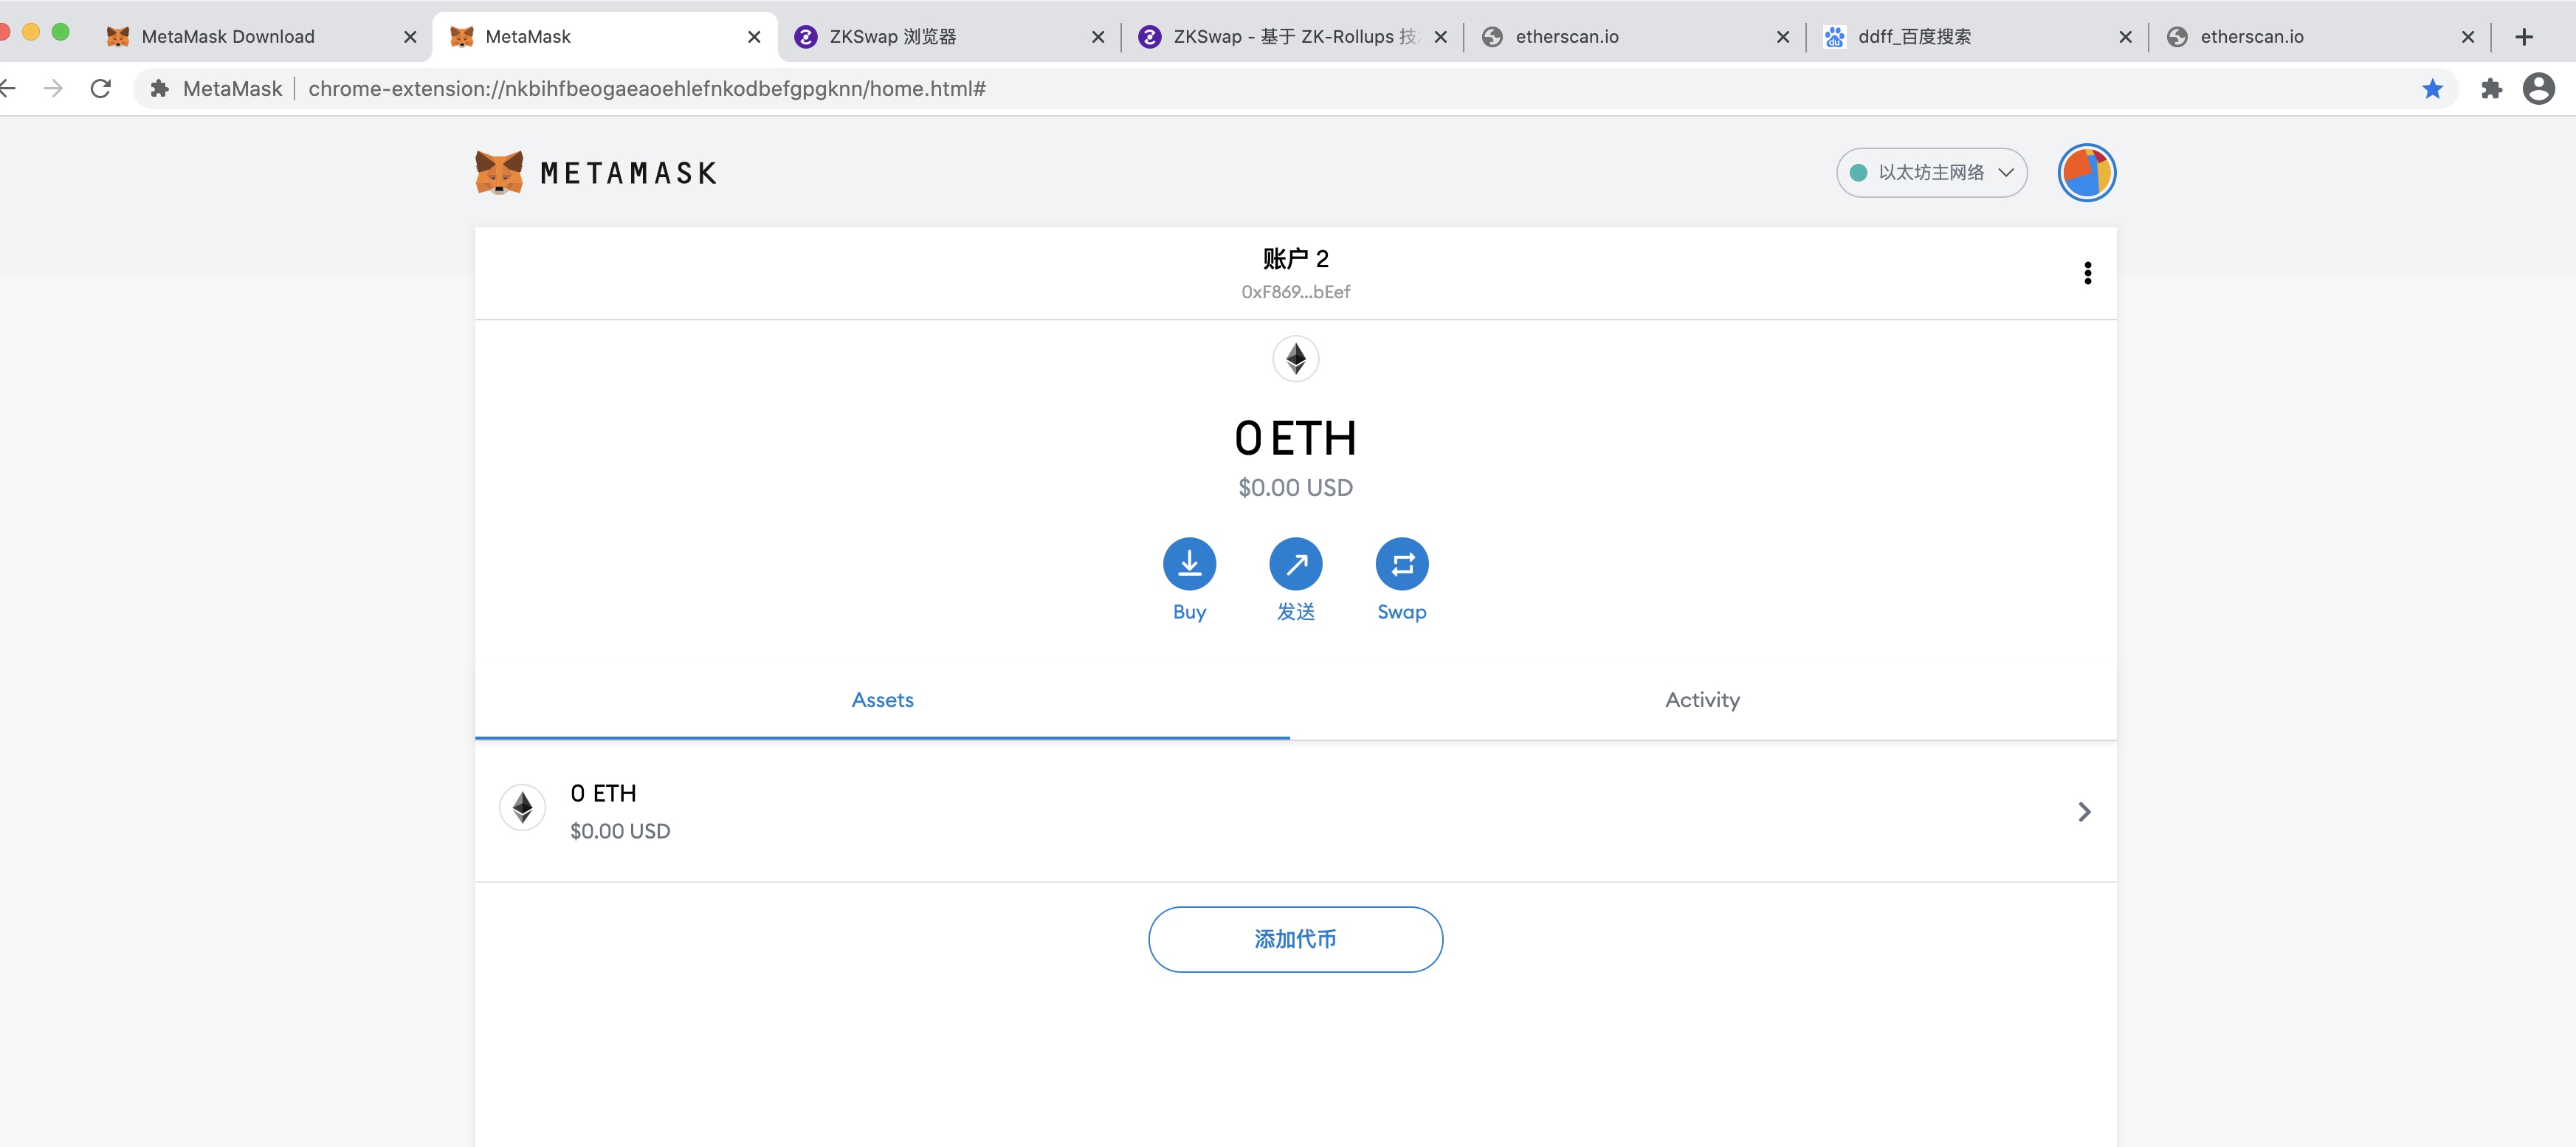 MetaMask Download
MetaMask
ZKSwap 浏览器
ZKSwap - 基于 ZK-Rollups 技
etherscan.io
ddff_百度搜索
etherscan.io
MetaMask
chrome-extension://nkbihfbeogaeaoehlefnkodbefgpgknn/home.html#
METAMASK
以太坊主网络
账户 2
0xF869...bEef
0 ETH
$0.00 USD
Buy
发送
Swap
Assets
Activity
0 ETH
$0.00 USD
添加代币